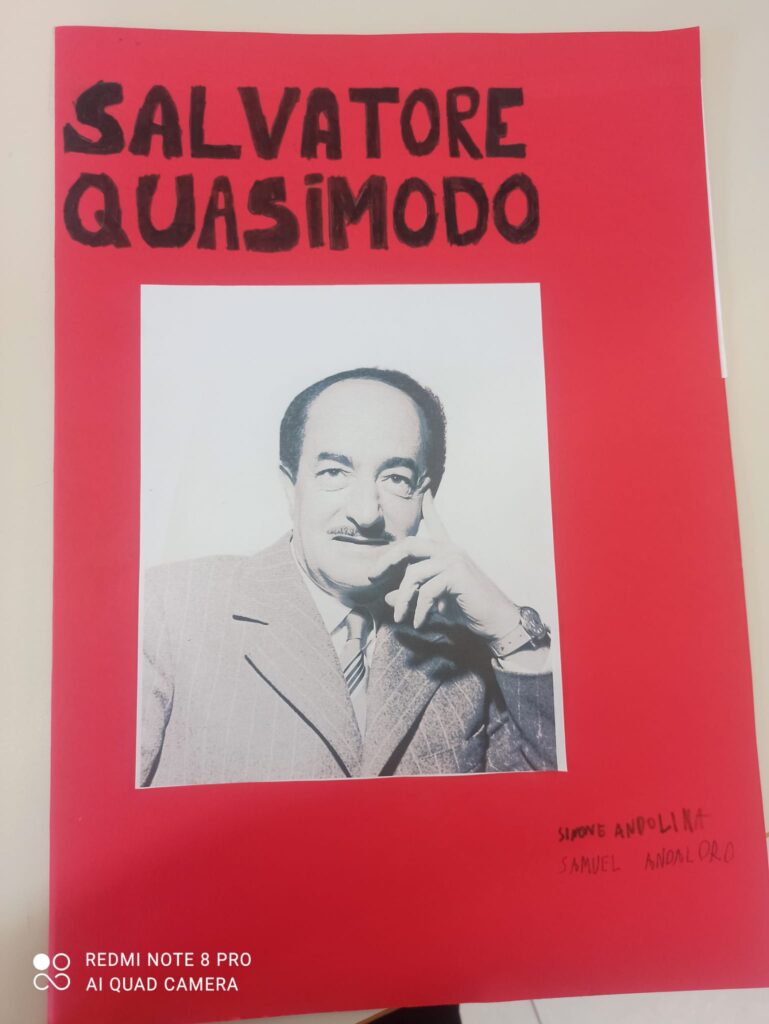 SALVATORE
QUASiMODO
SIMONE ANDOLINA
SAMUEL ANDALORO
REDMI NOTE 8 PRO
AI QUAD CAMERA